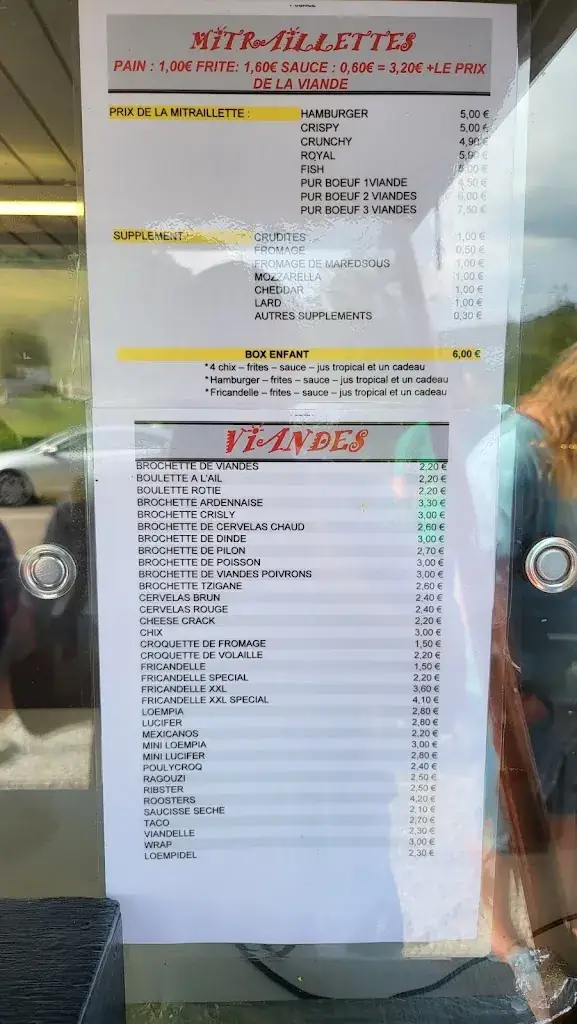 MITRAILLETTES
PAIN : 1,00€ FRITE: 1,60€ SAUCE : 0,60€ = 3,20€ +LE PRIX
DE LA VIANDE
PRIX DE LA MITRAILLETTE : HAMBURGER 5,00 €
CRISPY 5,00 €
CRUNCHY 4,90 €
ROYAL 5,90 €
FISH 5,00 €
PUR BOEUF 1VIANDE 4,50 €
PUR BOEUF 2 VIANDES 6,00 €
PUR BOEUF 3 VIANDES 7,50 €
SUPPLEMENT CRUDITES 1,00 €
FROMAGE 0,50 €
FROMAGE DE MAREDSOUS 1,00 €
MOZZARELLA 1,00 €
CHEDDAR 1,00 €
LARD 1,00 €
AUTRES SUPPLEMENTS 0,30 €
BOX ENFANT 6,00 €
* 4 chix – frites – sauce – jus tropical et un cadeau
* Hamburger – frites – sauce – jus tropical et un cadeau
* Fricandelle – frites – sauce – jus tropical et un cadeau
VIANDES
BROCHETTE DE VIANDES 2,20 €
BOULETTE A L'AIL 2,20 €
BOULETTE ROTIE 2,20 €
BROCHETTE ARDENNAISE 3,30 €
BROCHETTE CRISLY 3,00 €
BROCHETTE DE CERVELAS CHAUD 2,60 €
BROCHETTE DE DINDE 3,00 €
BROCHETTE DE PILON 2,70 €
BROCHETTE DE POISSON 3,00 €
BROCHETTE DE VIANDES POIVRONS 3,00 €
BROCHETTE TZIGANE 2,60 €
CERVELAS BRUN 2,40 €
CERVELAS ROUGE 2,40 €
CHEESE CRACK 2,20 €
CHIX 3,00 €
CROQUETTE DE FROMAGE 1,50 €
CROQUETTE DE VOLAILLE 2,20 €
FRICANDELLE 1,50 €
FRICANDELLE SPECIAL 2,20 €
FRICANDELLE XXL 3,60 €
FRICANDELLE XXL SPECIAL 4,10 €
LOEMPIA 2,80 €
LUCIFER 2,80 €
MEXICANOS 2,20 €
MINI LOEMPIA 3,00 €
MINI LUCIFER 2,80 €
POULYCROQ 2,40 €
RAGOUZI 2,50 €
RIBSTER 2,50 €
ROOSTERS 4,20 €
SAUCISSE SECHE 2,10 €
TACO 2,70 €
VIANDELLE 2,30 €
WRAP 3,00 €
LOEMPIDEL 2,30 €